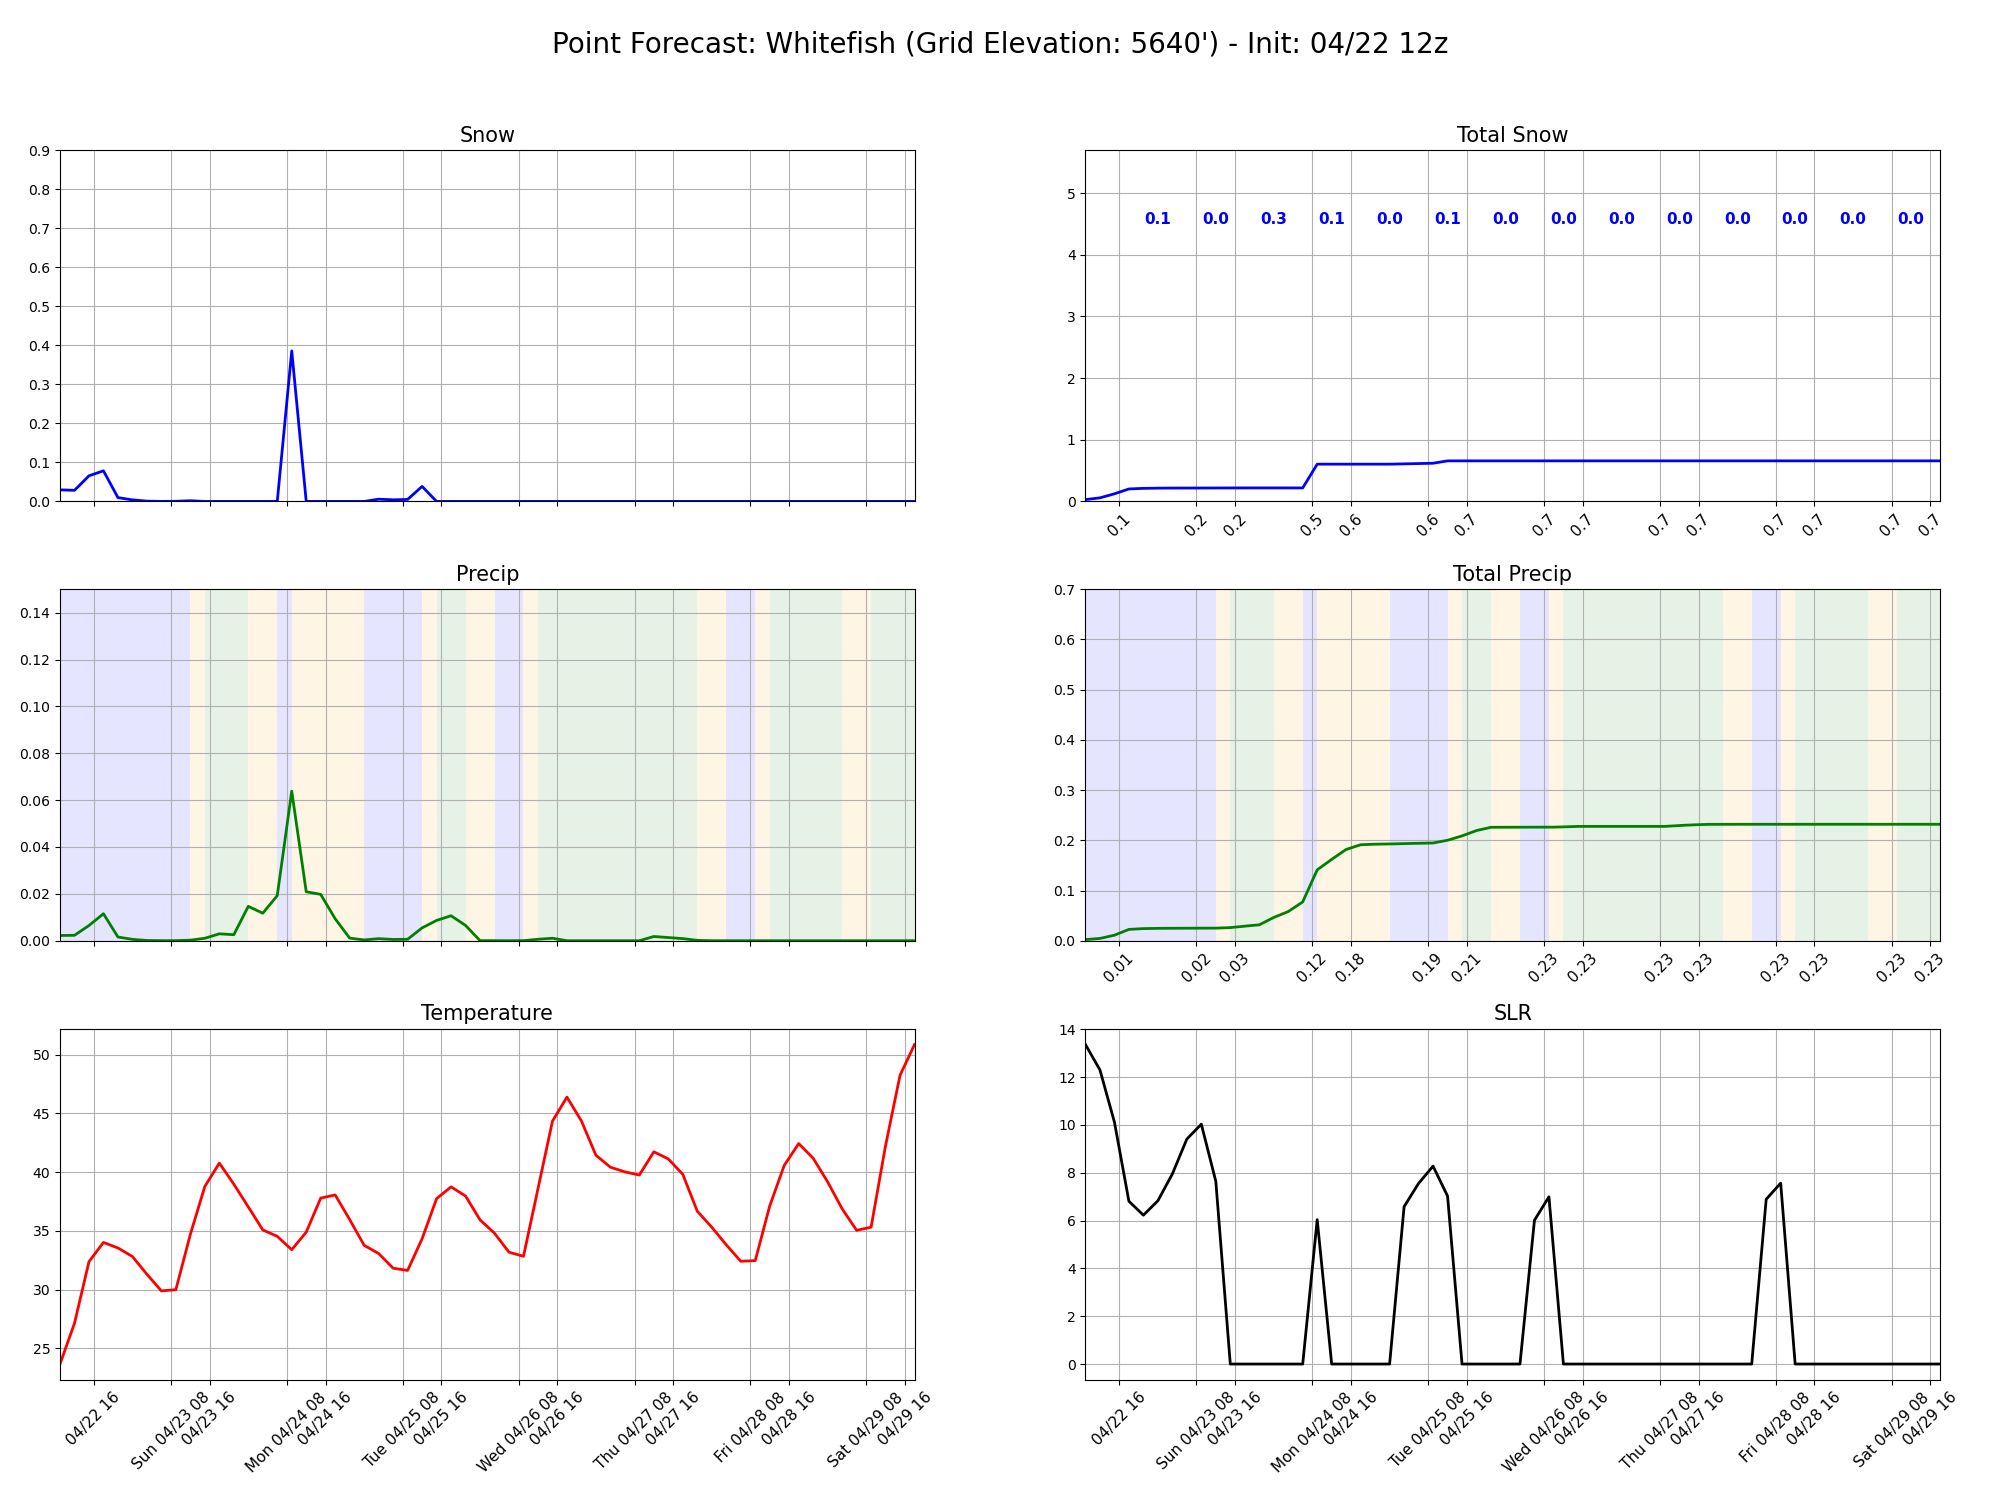 Point Forecast: Whitefish (Grid Elevation: 5640') - Init: 04/22 12z
Snow
0.9
0.8
0.7
0.6
0.5
0.4
0.3
0.2
0.1
0.0
Total Snow
5
4
3
2
1
0
0.1 0.0 0.3 0.1 0.0 0.1 0.0 0.0 0.0 0.0 0.0 0.0 0.0 0.0
0.1 0.2 0.2 0.5 0.6 0.6 0.7 0.7 0.7 0.7 0.7 0.7 0.7 0.7 0.7
Precip
0.14
0.12
0.10
0.08
0.06
0.04
0.02
0.00
Total Precip
0.7
0.6
0.5
0.4
0.3
0.2
0.1
0.0
0.01 0.02 0.03 0.12 0.18 0.19 0.21 0.23 0.23 0.23 0.23 0.23 0.23 0.23 0.23
Temperature
50
45
40
35
30
25
04/22 16
Sun 04/23 08
04/23 16
Mon 04/24 08
04/24 16
Tue 04/25 08
04/25 16
Wed 04/26 08
04/26 16
Thu 04/27 08
04/27 16
Fri 04/28 08
04/28 16
Sat 04/29 08
04/29 16
SLR
14
12
10
8
6
4
2
0
04/22 16
Sun 04/23 08
04/23 16
Mon 04/24 08
04/24 16
Tue 04/25 08
04/25 16
Wed 04/26 08
04/26 16
Thu 04/27 08
04/27 16
Fri 04/28 08
04/28 16
Sat 04/29 08
04/29 16